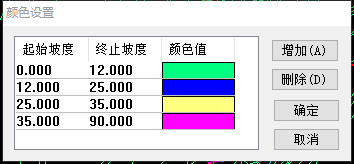 颜色设置
起始坡度 终止坡度 颜色值
0.000 12.000
12.000 25.000
25.000 35.000
35.000 90.000
增加(A)
删除(D)
确定
取消